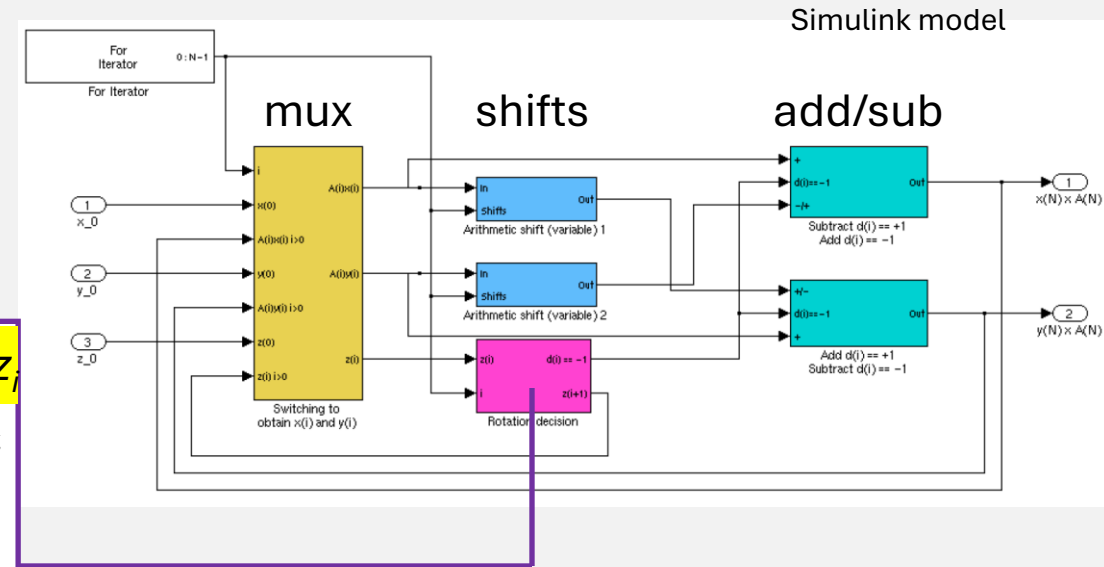 Simulink model
For
Iterator
0:N-1
For Iterator
mux
shifts
add/sub
i
x(0)
A(i)x(i) i>0
y(0)
A(i)y(i) i>0
z(0)
z(i) i>0
A(i)x(i)
A(i)y(i)
z(i)
Switching to
obtain x(i) and y(i)
1
x_0
2
y_0
3
z_0
In
Shifts
Out
Arithmetic shift (variable) 1
In
Shifts
Out
Arithmetic shift (variable) 2
z(i)
i
d(i) == -1
z(i+1)
Rotation decision
+
d(i)==-1
-/+
Out
Subtract d(i) == +1
Add d(i) == -1
+/-
d(i)==-1
+
Out
Add d(i) == +1
Subtract d(i) == -1
1
x(N) x A(N)
2
y(N) x A(N)
zi